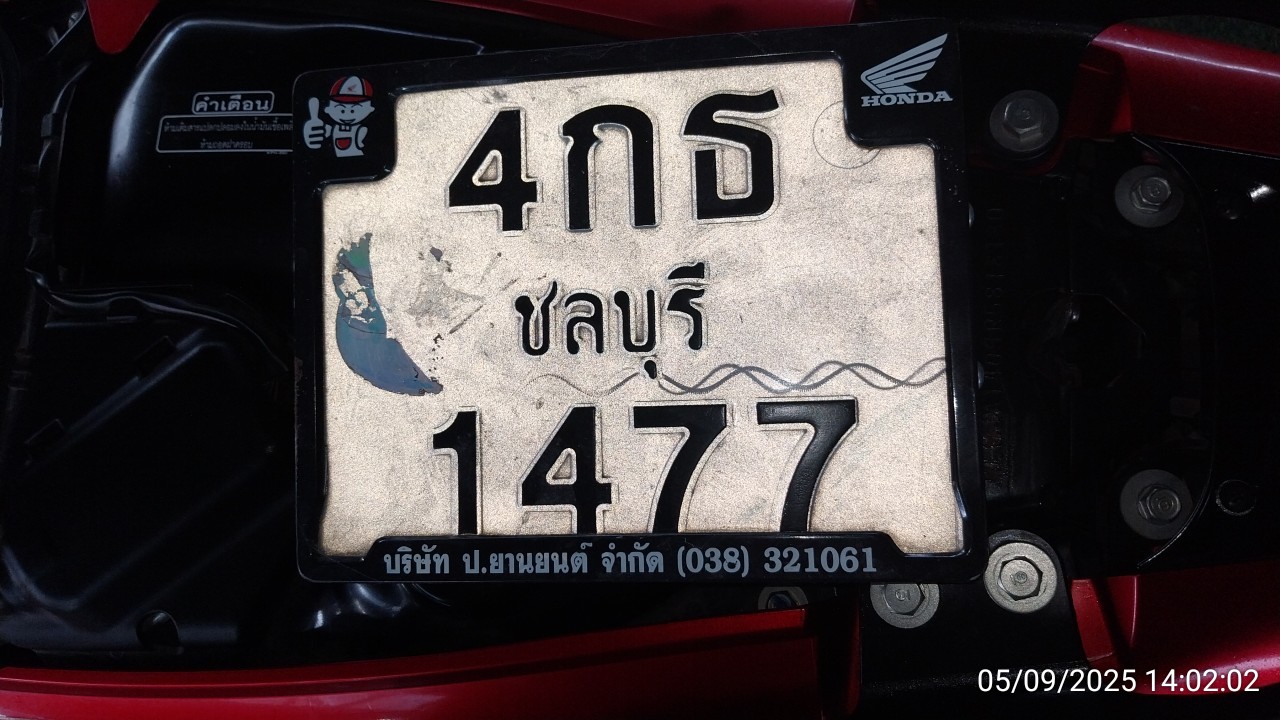 คำเตือน
HONDA
4กธ
ชลบุรี
1477
บริษัท ป.ยานยนต์ จำกัด (038) 321061
05/09/2025 14:02:02